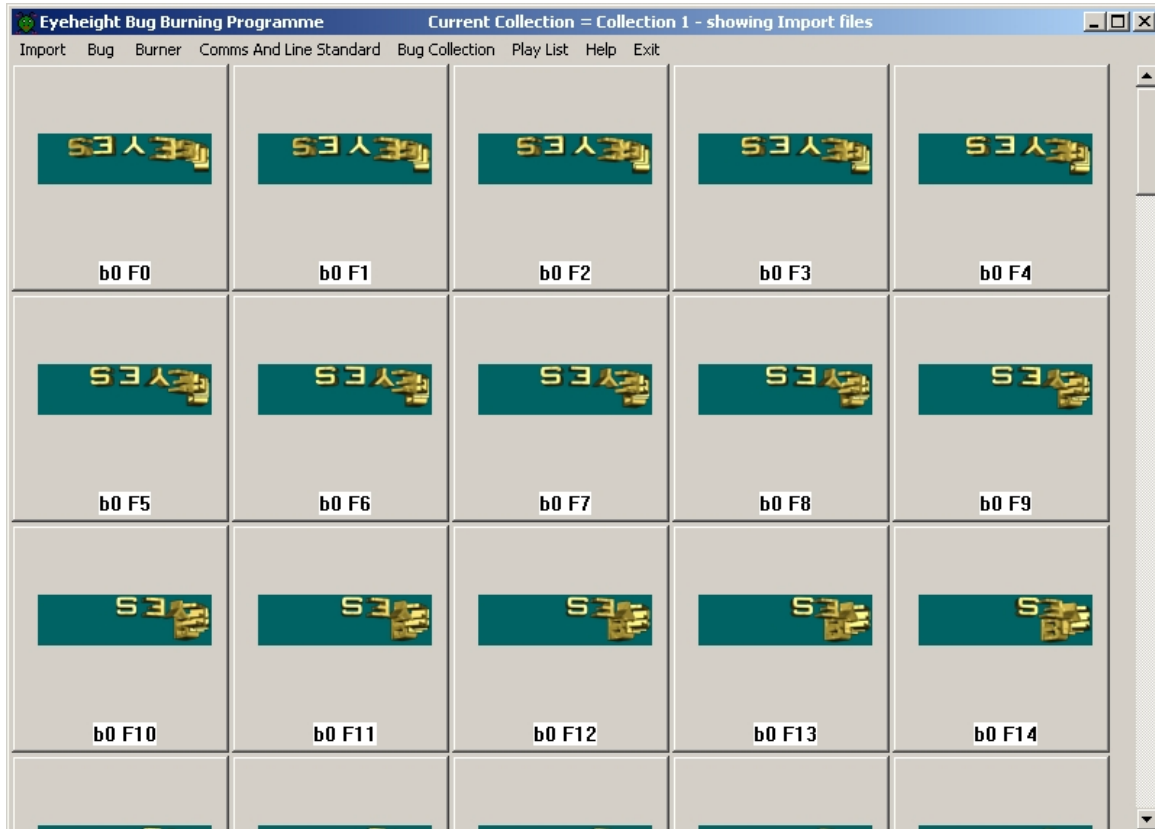 Eyeheight Bug Burning Programme Current Collection = Collection 1 - showing Import files
Import Bug Burner Comms And Line Standard Bug Collection Play List Help Exit
b0 F0 b0 F1 b0 F2 b0 F3 b0 F4
b0 F5 b0 F6 b0 F7 b0 F8 b0 F9
b0 F10 b0 F11 b0 F12 b0 F13 b0 F14